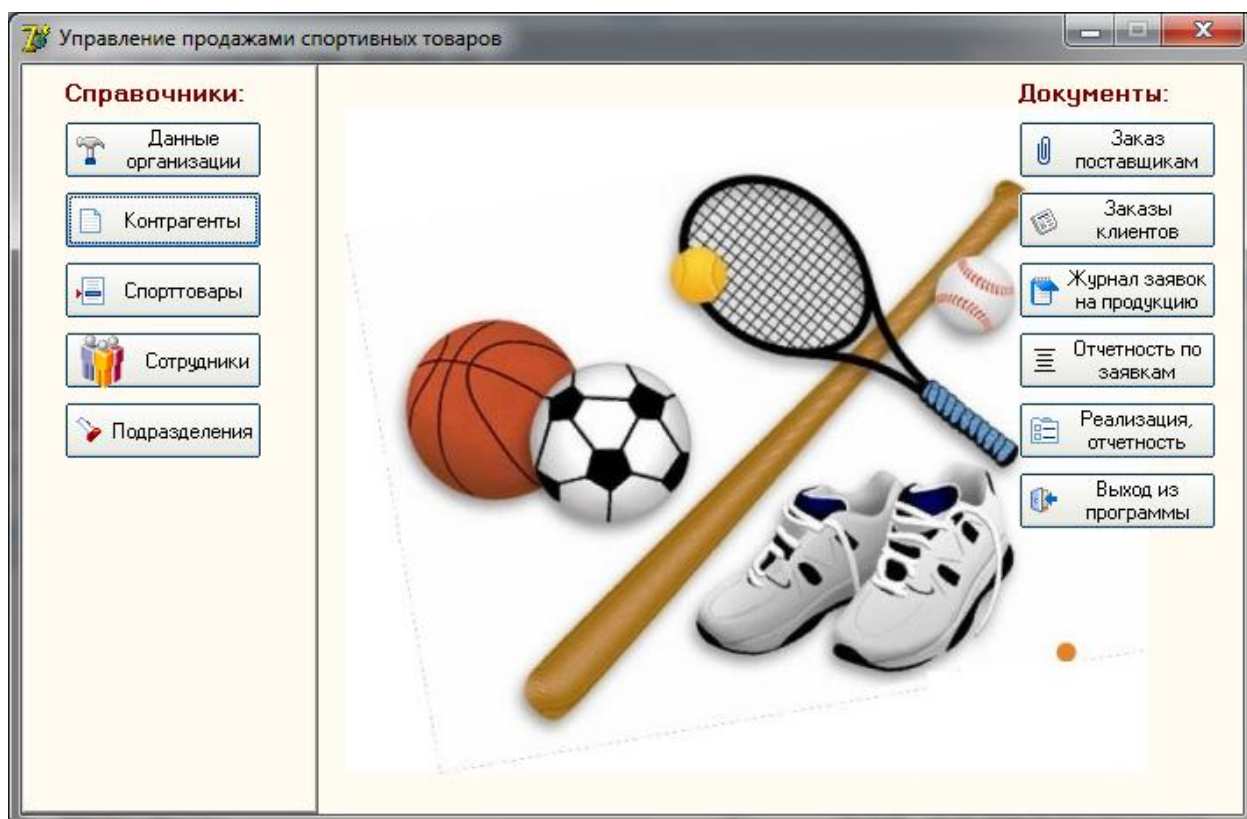 Управление продажами спортивных товаров
Справочники:
Данные
организации
Контрагенты
Спорттовары
Сотрудники
Подразделения
Документы:
Заказ
поставщикам
Заказы
клиентов
Журнал заявок
на продукцию
Отчетность по
заявкам
Реализация,
отчетность
Выход из
программы